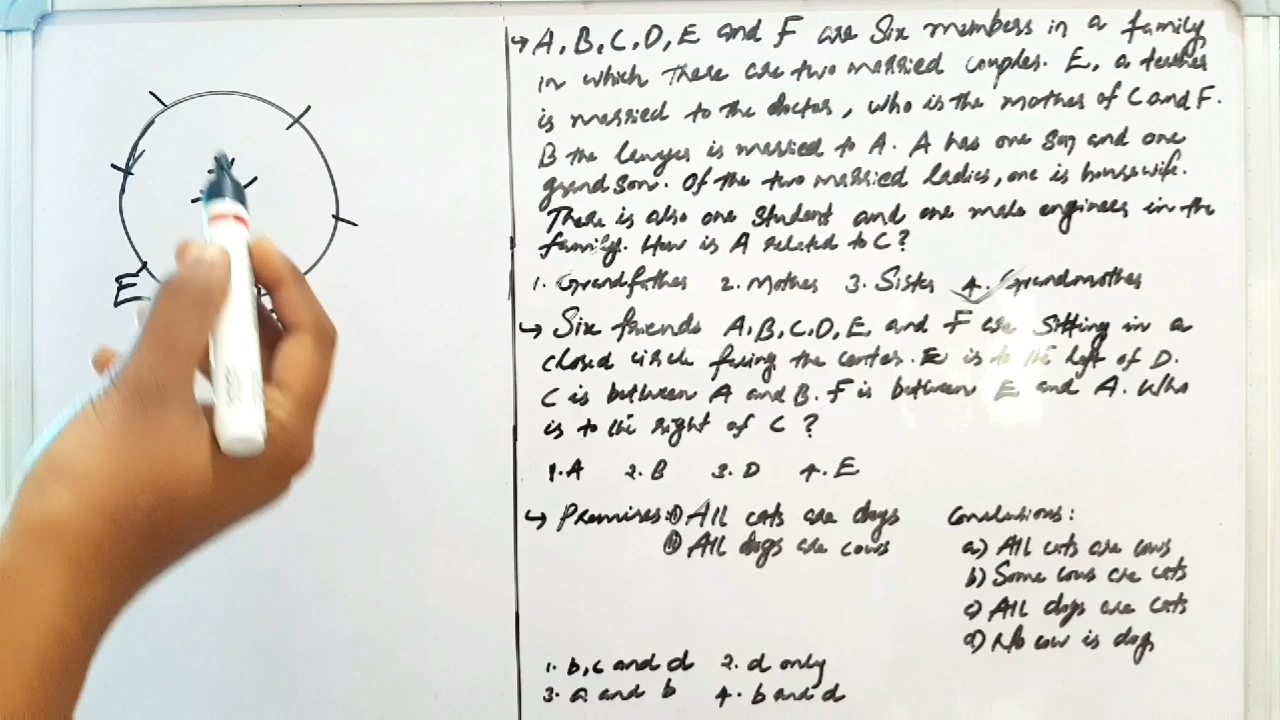 E
→ A, B, C, D, E and F are Six members in a family
in which There are two married couples. E, a teacher
is married to the doctor, who is the mother of C and F.
B the lawyer is married to A. A has one Son and one
grandson. Of the two married ladies, one is housewife.
There is also one Student and one male engineer in the
family. How is A related to C?
1. Grandfather 2. Mother 3. Sister 4. Grandmother
→ Six friends A, B, C, D, E, and F are Sitting in a
closed circle facing the center. E is to the left of D.
C is between A and B. F is between E and A. Who
is to the right of C ?
1. A 2. B 3. D 4. E
→ Premises: i) All cats are dogs
ii) All dogs are cows
Conclusions:
a) All cats are cows
b) Some cows are cats
c) All dogs are cats
d) No cow is dog
1. b, c and d 2. d only
3. a and b 4. b and d